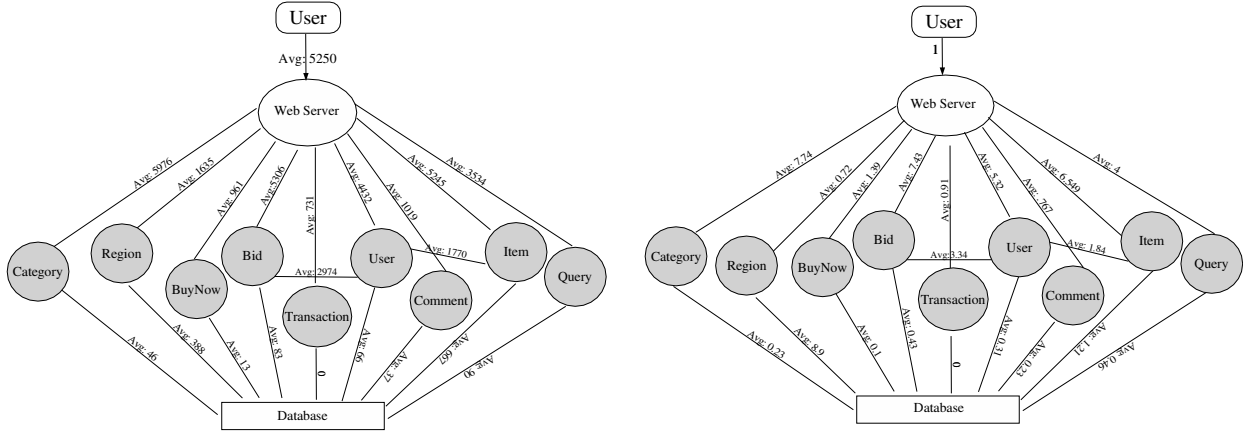 User
Avg: 5250
Web Server
Avg: 5976
Avg: 1635
Avg: 961
Avg:5306
Avg: 731
Avg: 4432
Avg: 1019
Avg: 5245
Avg: 3534
Category
Region
BuyNow
Bid
Transaction
User
Comment
Item
Query
Avg:2974
Avg: 1770
Avg: 46
Avg: 388
Avg: 13
Avg: 83
0
Avg: 66
Avg: 37
Avg: 667
Avg: 90
Database
User
1
Web Server
Avg: 7.74
Avg: 0.72
Avg: 1.39
Avg: 7.43
Avg:0.91
Avg: 5.32
Avg: .767
Avg: 6.549
Avg: 4
Category
Region
BuyNow
Bid
Transaction
User
Comment
Item
Query
Avg:3.34
Avg: 1.84
Avg: 0.23
Avg: 8.9
Avg: 0.1
Avg: 0.43
0
Avg: 0.31
Avg: 0.23
Avg: 1.21
Avg: 0.46
Database